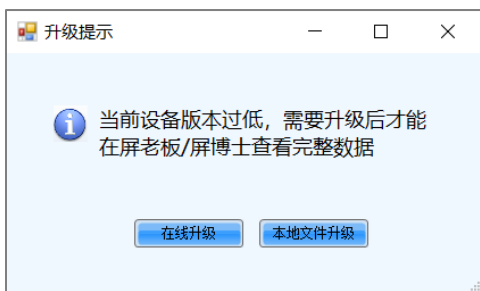 升级提示
当前设备版本过低，需要升级后才能
在屏老板/屏博士查看完整数据
在线升级
本地文件升级